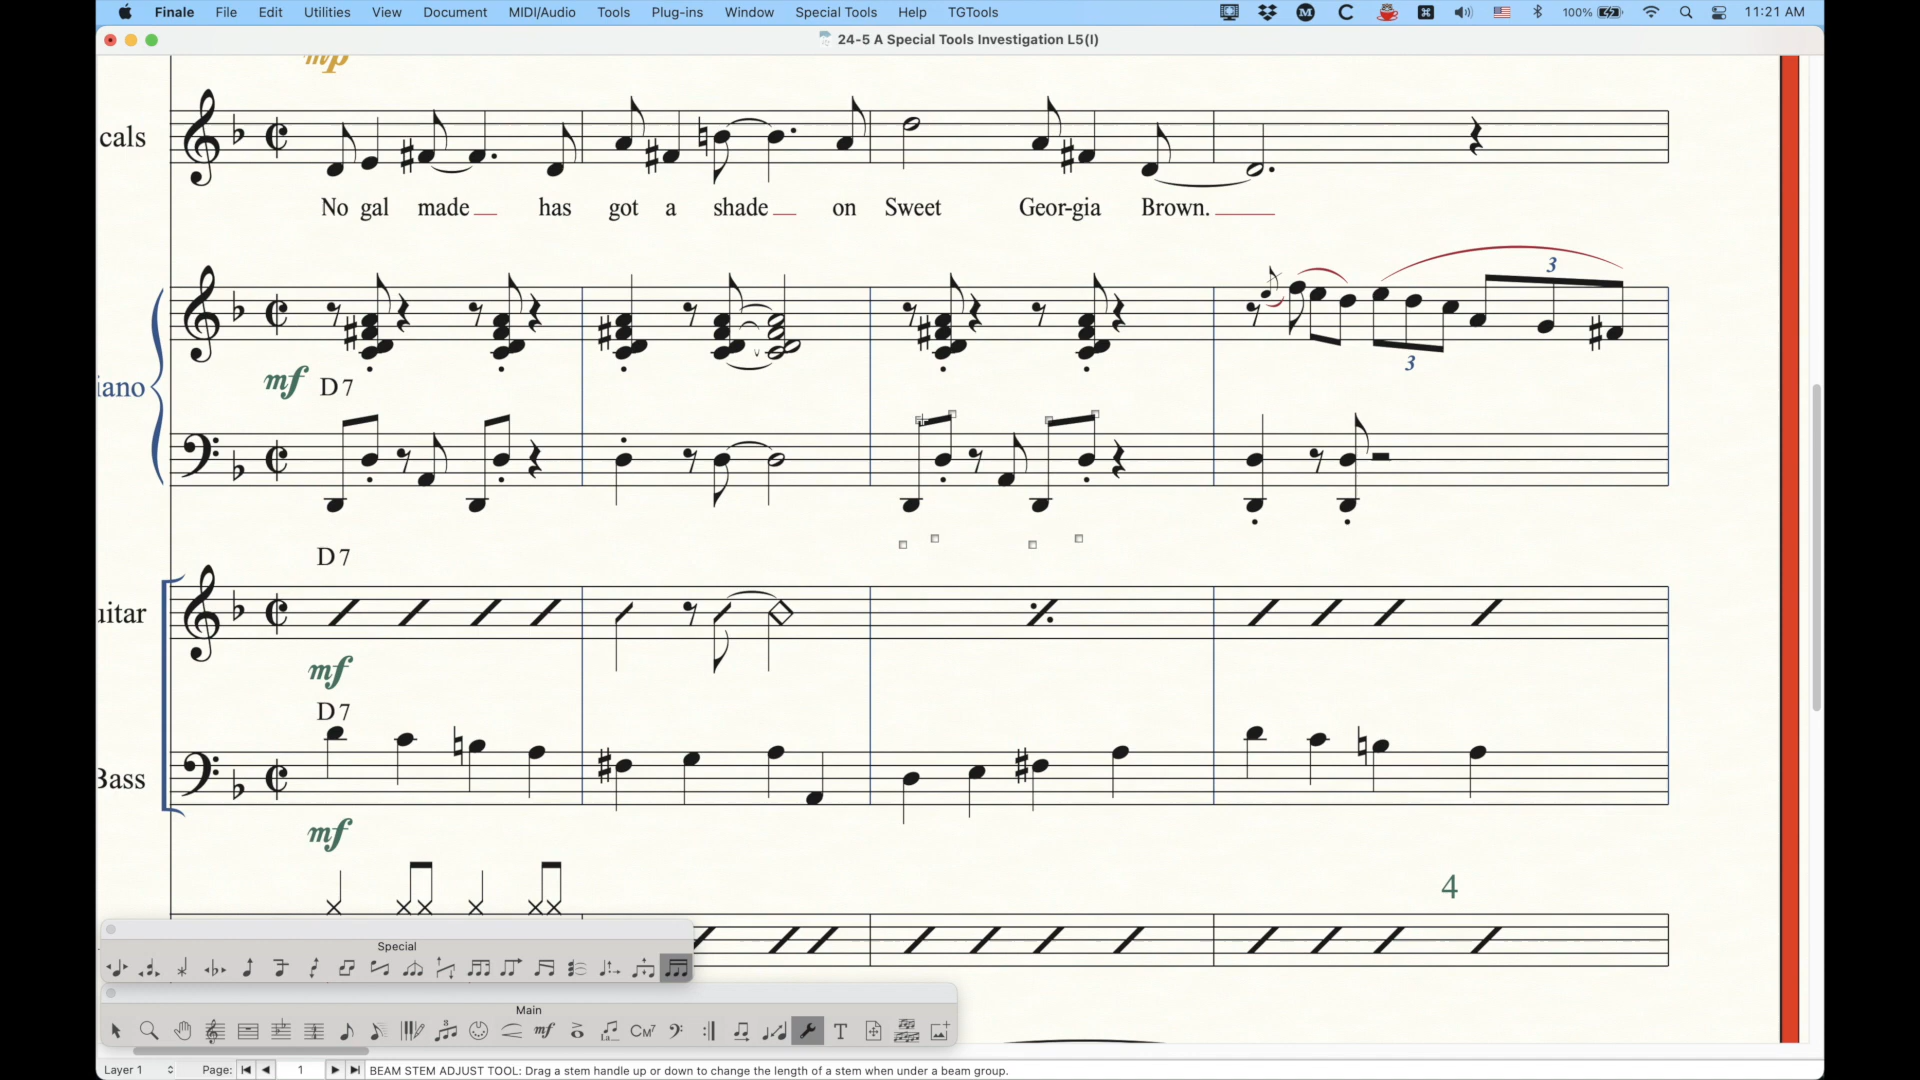 Finale File Edit Utilities View Document MIDI/Audio Tools Plug-ins Window Special Tools Help TGTools 100% 11:21 AM
24-5 A Special Tools Investigation L5(I)
mp
cals
No gal made has got a shade on Sweet Geor-gia Brown.
3
iano
mf D7
3
D7
uitar
mf
D7
Bass
mf
4
Special
Main
mf CM7 T
Layer 1 Page: 1 BEAM STEM ADJUST TOOL: Drag a stem handle up or down to change the length of a stem when under a beam group.